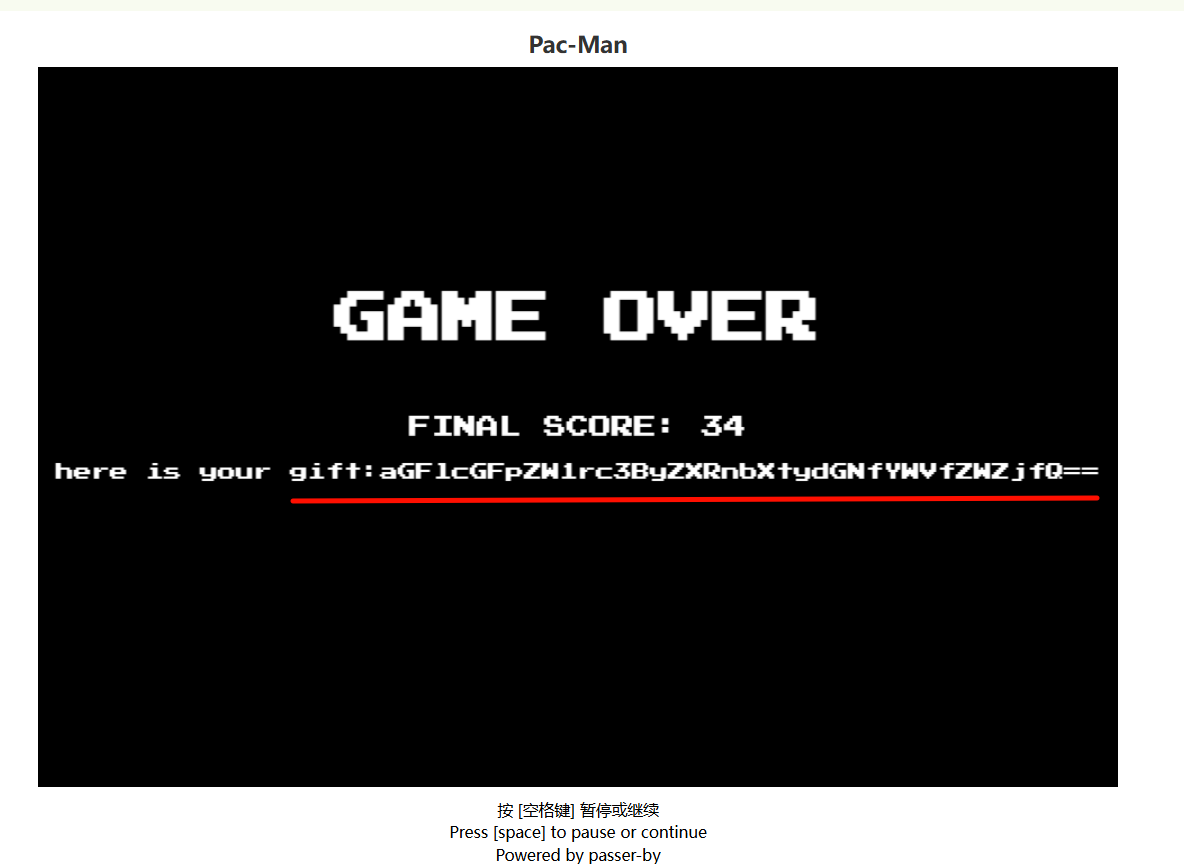 Pac-Man
GAME OVER
FINAL SCORE: 34
here is your gift:aGFlcGFpZW1rc3ByZXRnbXtydGNfYWVfZWZjfQ==
按 [空格键] 暂停或继续
Press [space] to pause or continue
Powered by passer-by